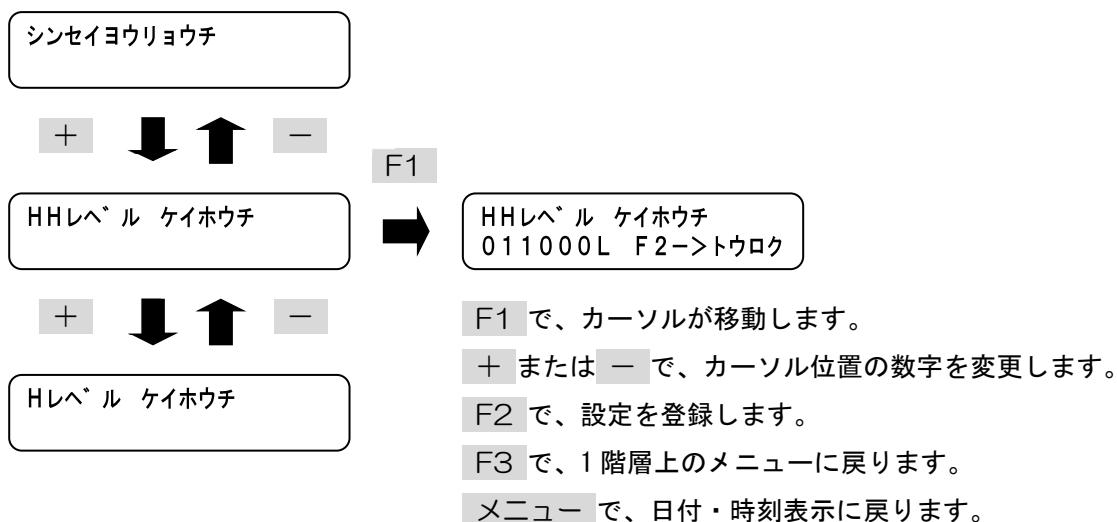 シンセイヨウリョウチ
＋ －
F1
HHレベル ケイホウチ
HHレベル ケイホウチ
011000L F2->トウロク
＋ －
F1 で、カーソルが移動します。
＋ または － で、カーソル位置の数字を変更します。
Hレベル ケイホウチ
F2 で、設定を登録します。
F3 で、1階層上のメニューに戻ります。
メニュー で、日付・時刻表示に戻ります。